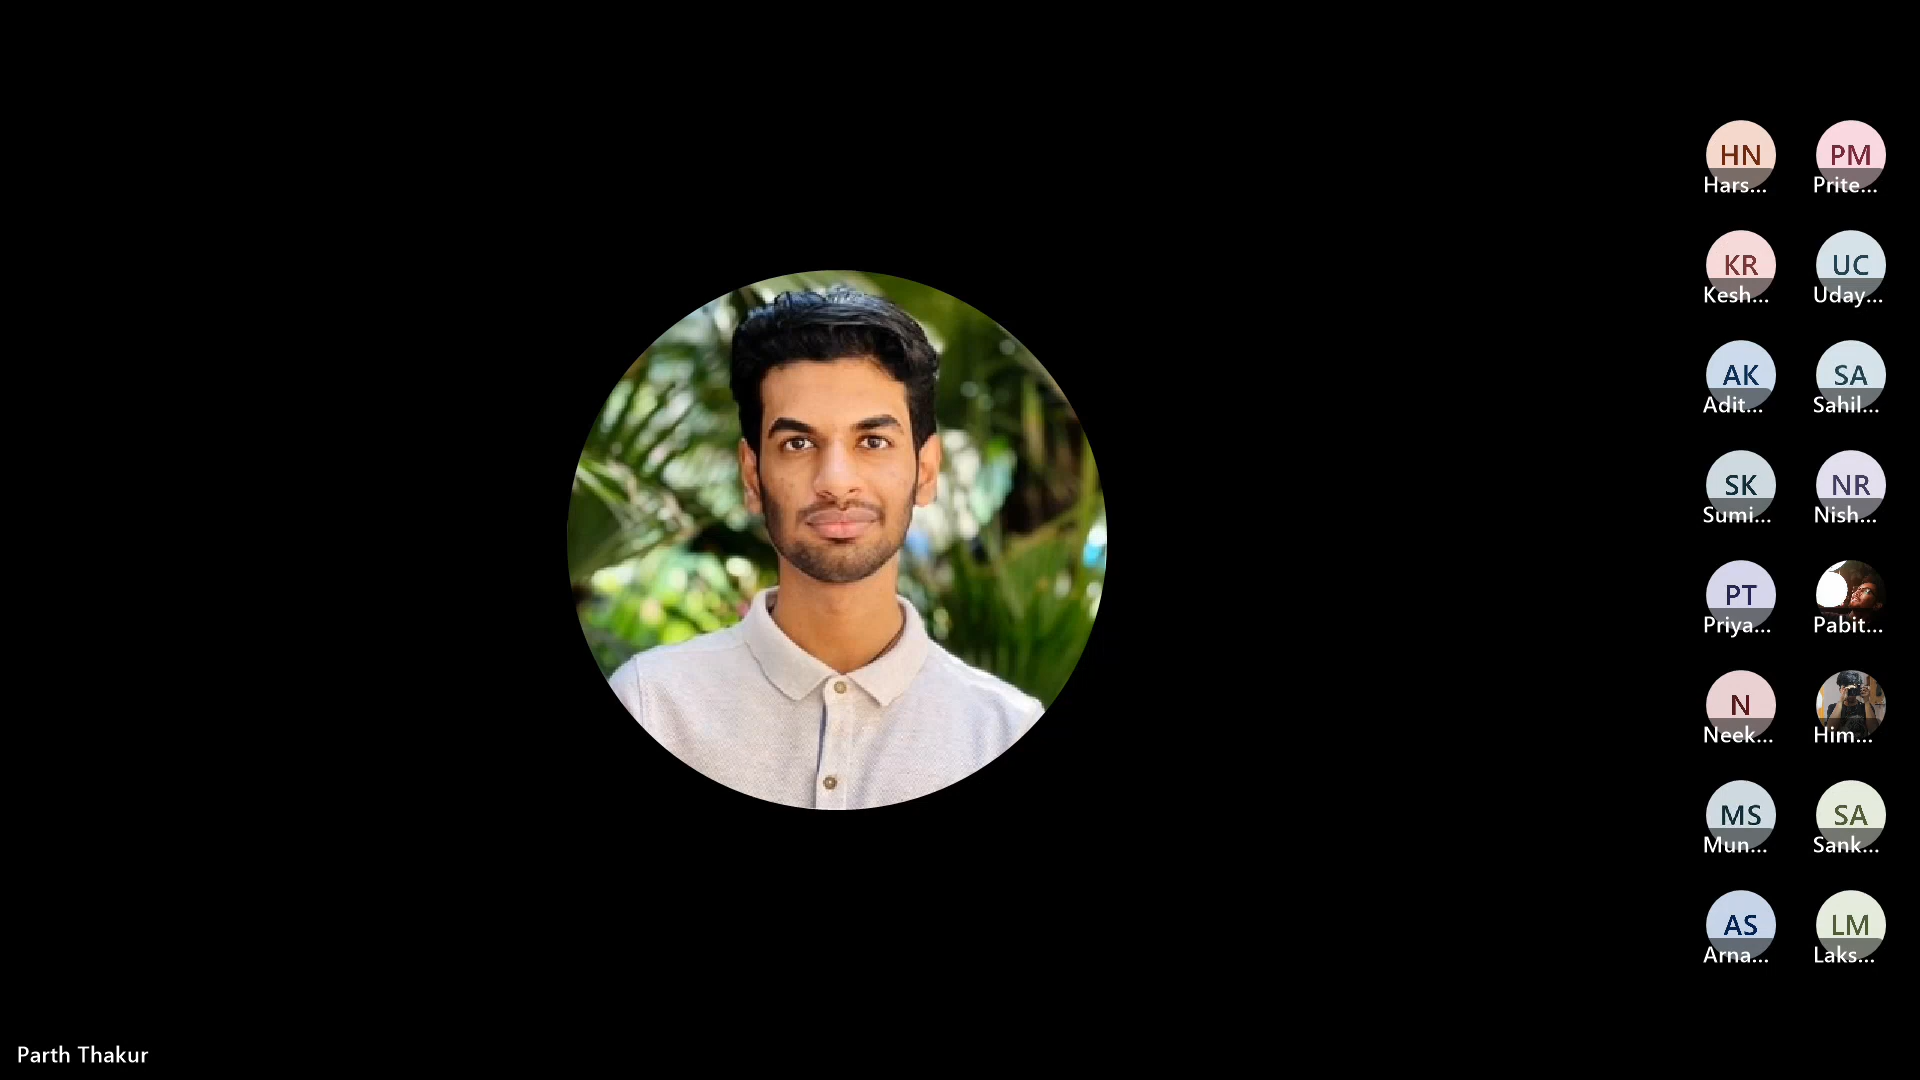 HN PM
Hars... Prite...
KR UC
Kesh... Uday...
AK SA
Adit... Sahil...
SK NR
Sumi... Nish...
PT
Priya... Pabit...
N
Neek... Him...
MS SA
Mun... Sank...
AS LM
Arna... Laks...
Parth Thakur